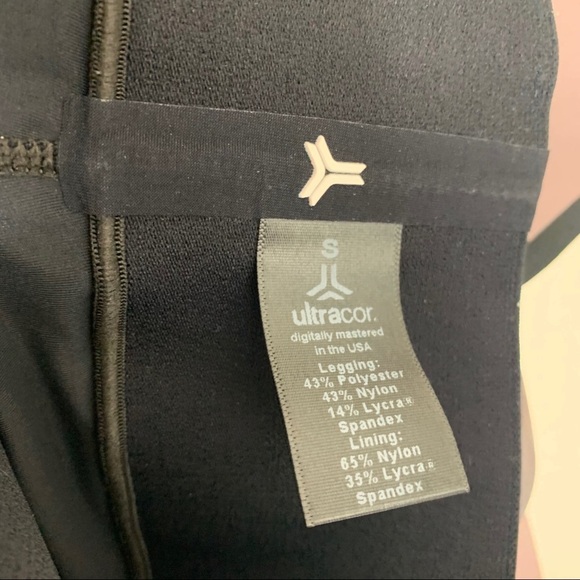 S
ultracor.
digitally mastered
in the USA
Legging:
43% Polyester
43% Nylon
14% Lycra®
Spandex
Lining:
65% Nylon
35% Lycra®
Spandex